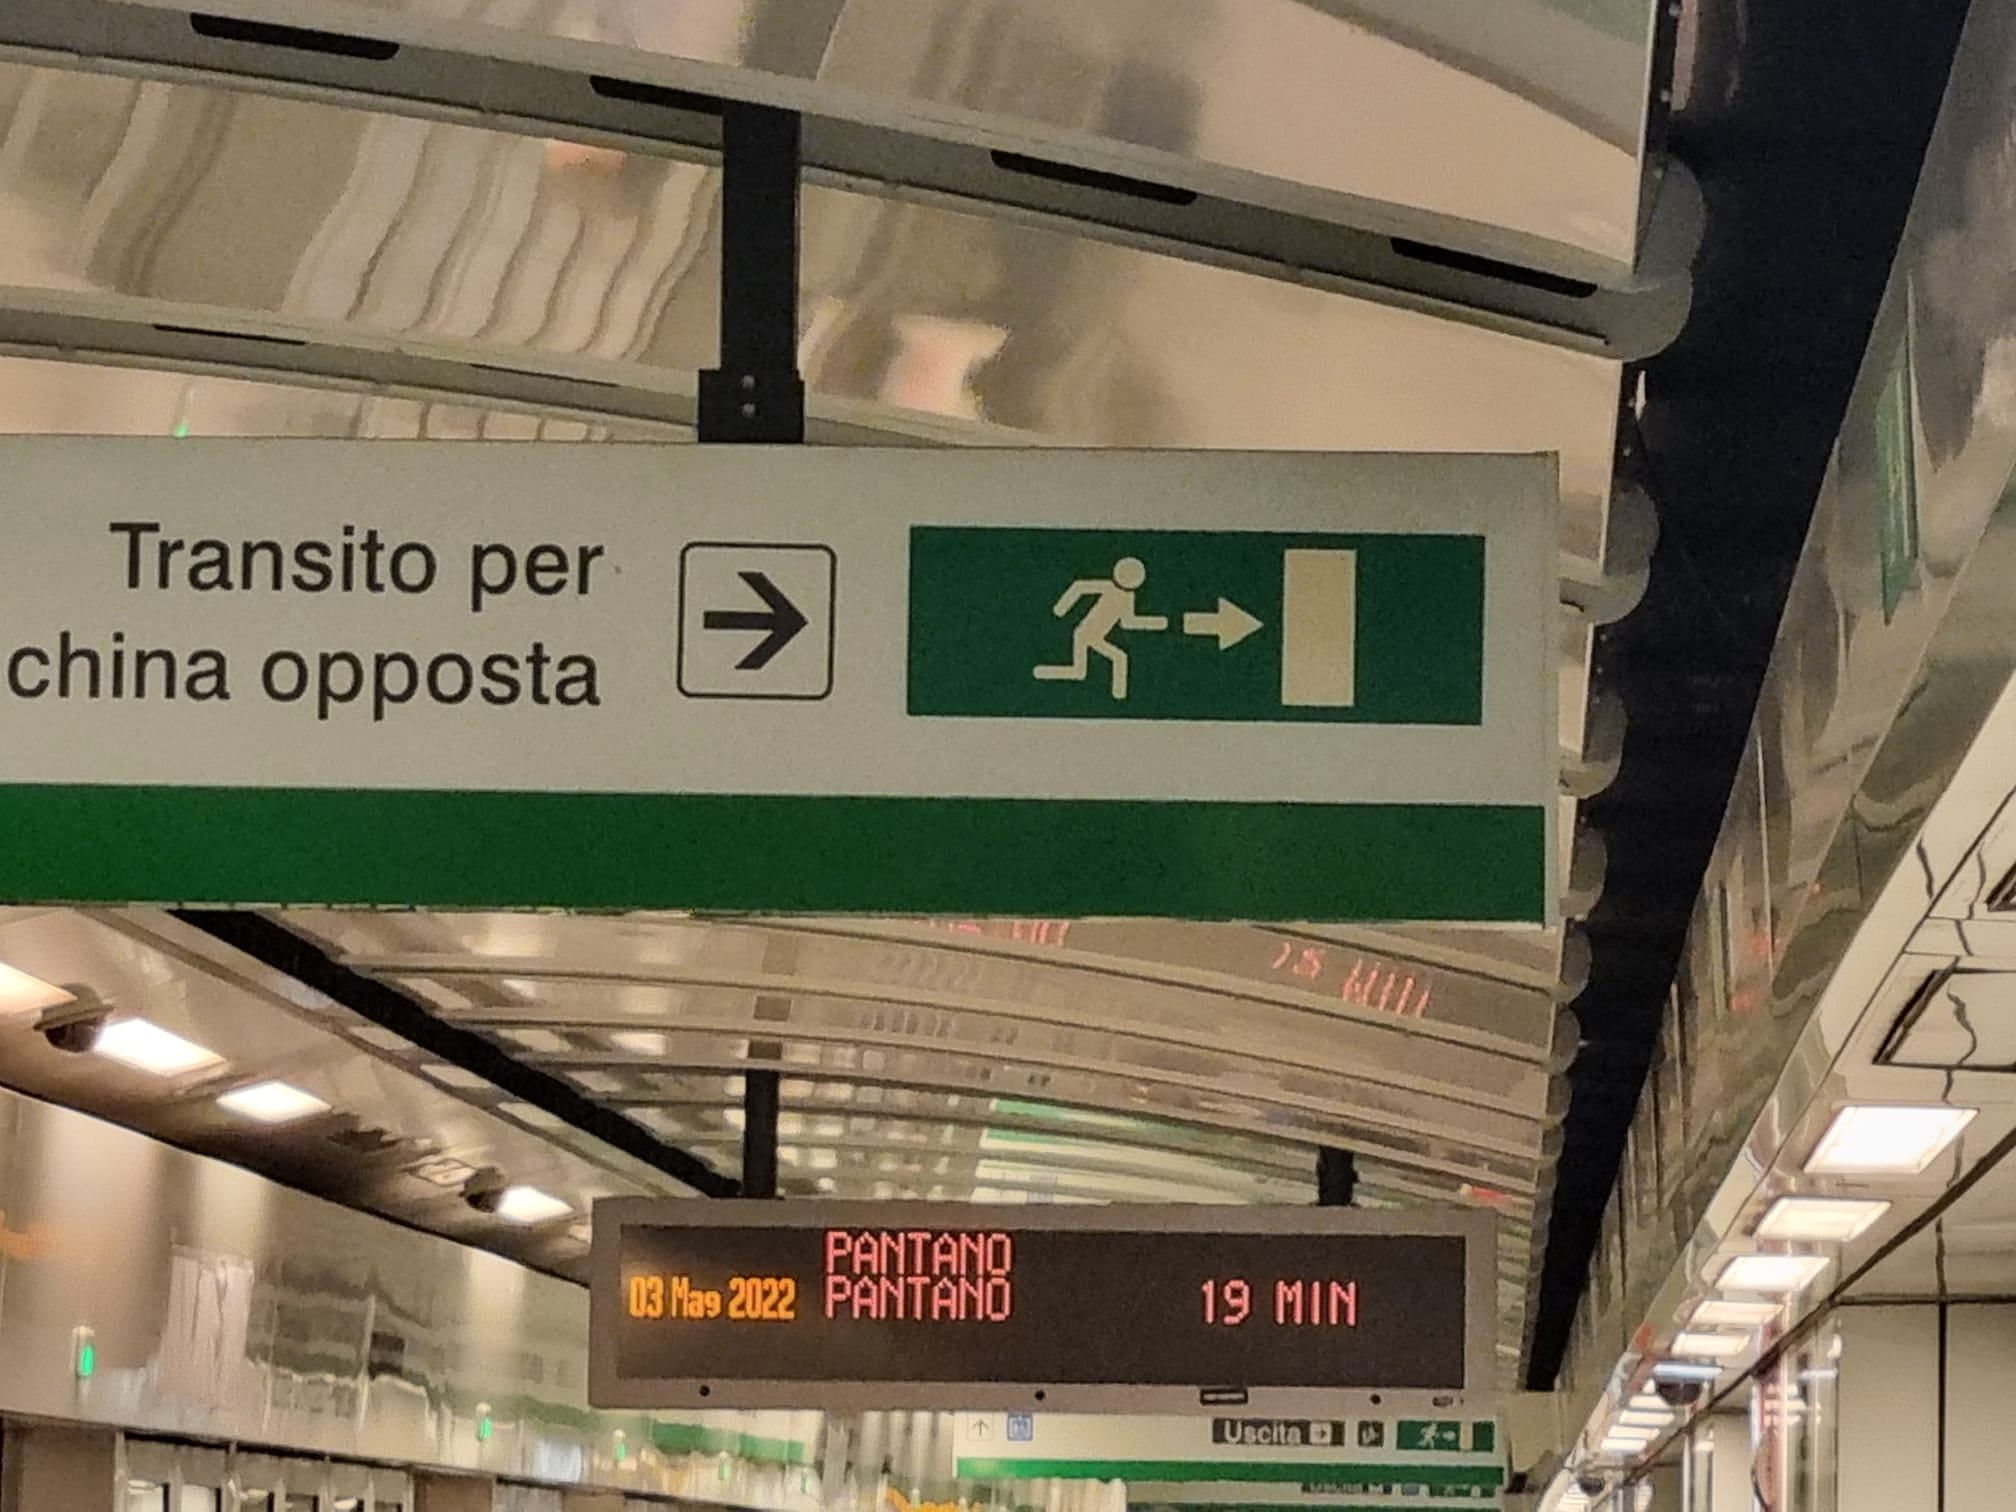 Transito per
china opposta
PANTANO
03 Mag 2022 PANTANO 19 MIN
Uscita